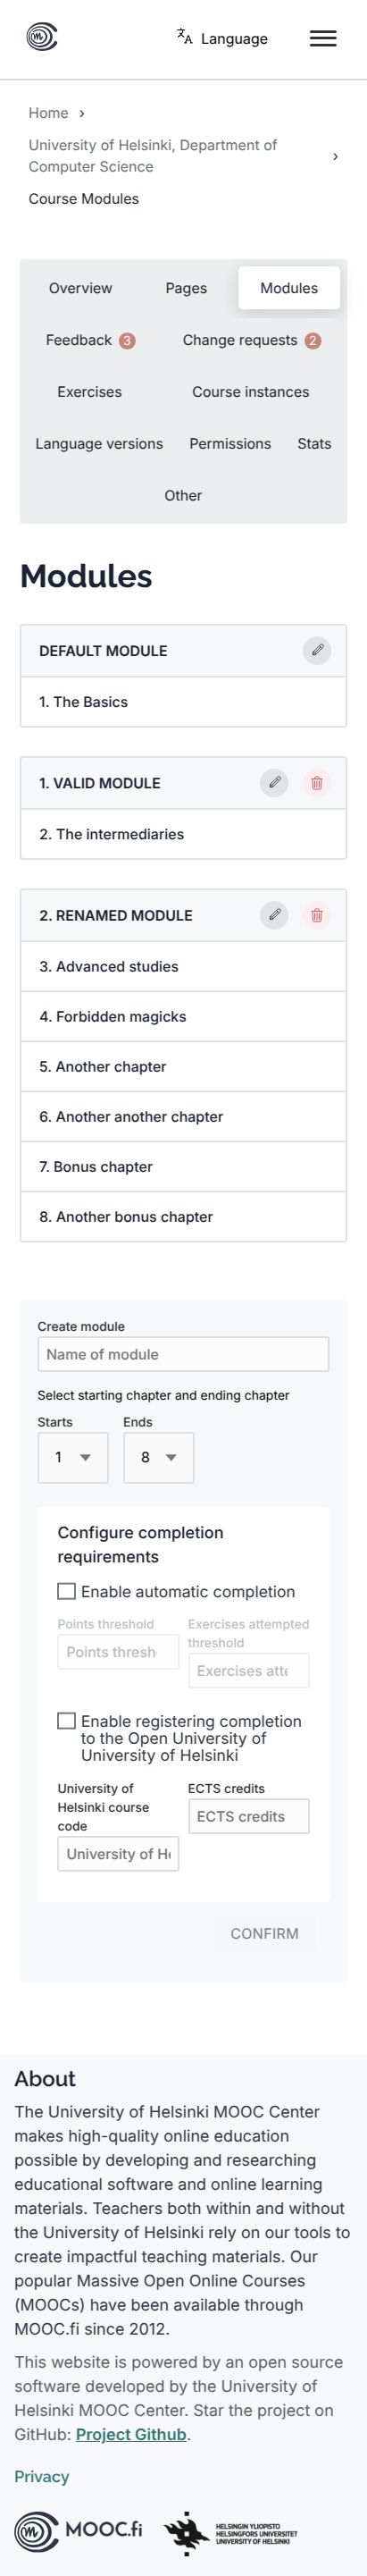 Language
Home ›
University of Helsinki, Department of
Computer Science ›
Course Modules
Overview Pages Modules
Feedback 3 Change requests 2
Exercises Course instances
Language versions Permissions Stats
Other
Modules
DEFAULT MODULE
1. The Basics
1. VALID MODULE
2. The intermediaries
2. RENAMED MODULE
3. Advanced studies
4. Forbidden magicks
5. Another chapter
6. Another another chapter
7. Bonus chapter
8. Another bonus chapter
Create module
Name of module
Select starting chapter and ending chapter
Starts Ends
1 8
Configure completion
requirements
Enable automatic completion
Points threshold
Points thresh
Exercises attempted
threshold
Exercises atte
Enable registering completion
to the Open University of
University of Helsinki
University of
Helsinki course
code
University of He
ECTS credits
ECTS credits
CONFIRM
About
The University of Helsinki MOOC Center
makes high-quality online education
possible by developing and researching
educational software and online learning
materials. Teachers both within and without
the University of Helsinki rely on our tools to
create impactful teaching materials. Our
popular Massive Open Online Courses
(MOOCs) have been available through
MOOC.fi since 2012.
This website is powered by an open source
software developed by the University of
Helsinki MOOC Center. Star the project on
GitHub: Project Github.
Privacy
MOOC.fi
HELSINGIN YLIOPISTO
HELSINGFORS UNIVERSITET
UNIVERSITY OF HELSINKI